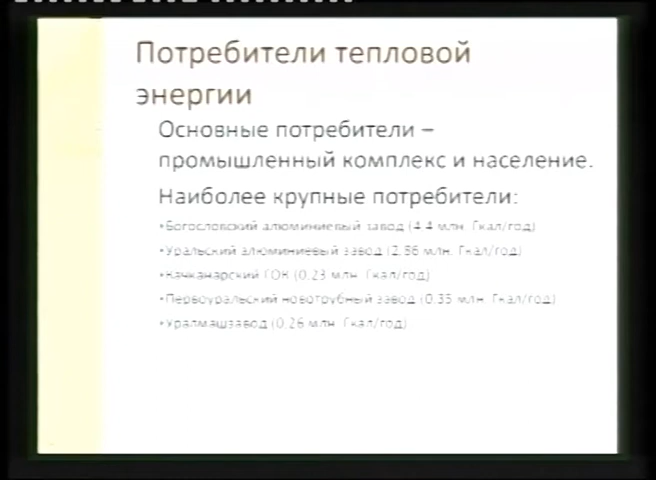 Потребители тепловой
энергии
Основные потребители –
промышленный комплекс и население.
Наиболее крупные потребители:
•Богословский алюминиевый завод (4.4 млн. Гкал/год)
•Уральский алюминиевый завод (2.86 млн. Гкал/год)
•Качканарский ГОК (0.23 млн. Гкал/год)
•Первоуральский новотрубный завод (0.35 млн. Гкал/год)
•Уралмашзавод (0.26 млн. Гкал/год)